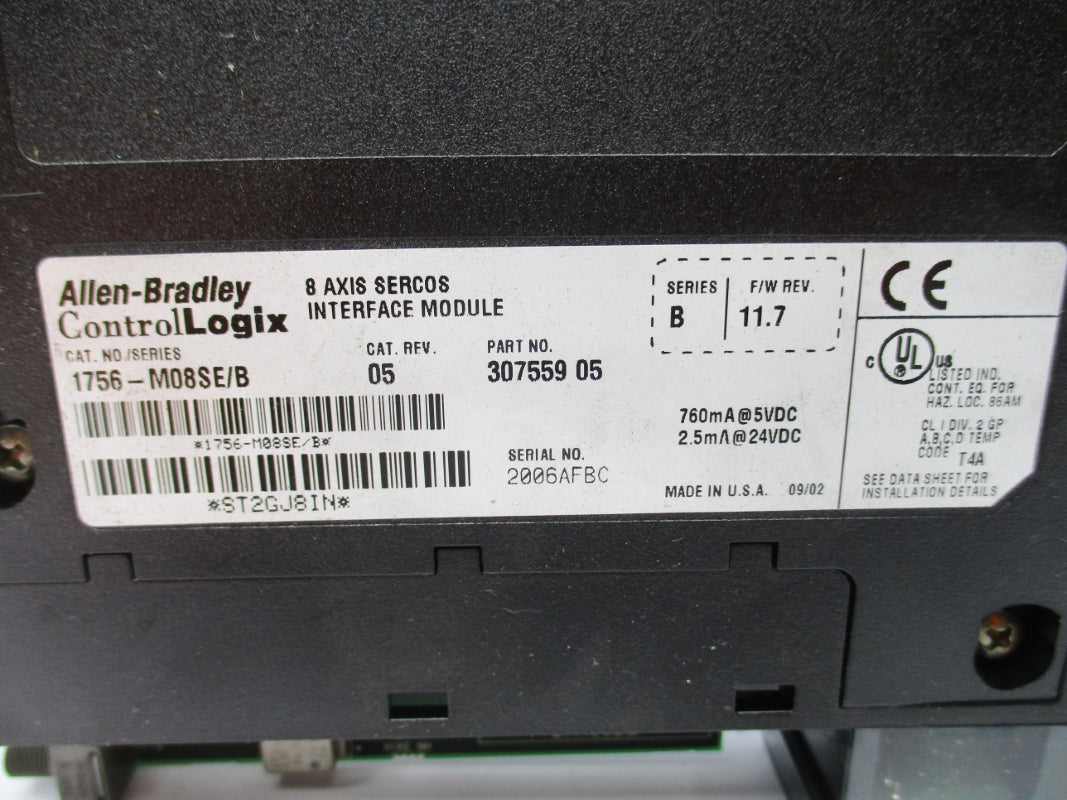 Allen-Bradley
ControlLogix
8 AXIS SERCOS
INTERFACE MODULE
SERIES
B
F/W REV.
11.7
CAT. NO./SERIES
1756 – M08SE/B
CAT. REV.
05
PART NO.
307559 05
*1756-M08SE/B*
*ST2GJ8IN*
760mA@5VDC
2.5mA@24VDC
SERIAL NO.
2006AFBC
MADE IN U.S.A. 09/02
CE
C UL US
®
LISTED IND.
CONT. EQ. FOR
HAZ. LOC. 86AM
CL I DIV. 2 GP
A,B,C,D TEMP
CODE T4A
SEE DATA SHEET FOR
INSTALLATION DETAILS